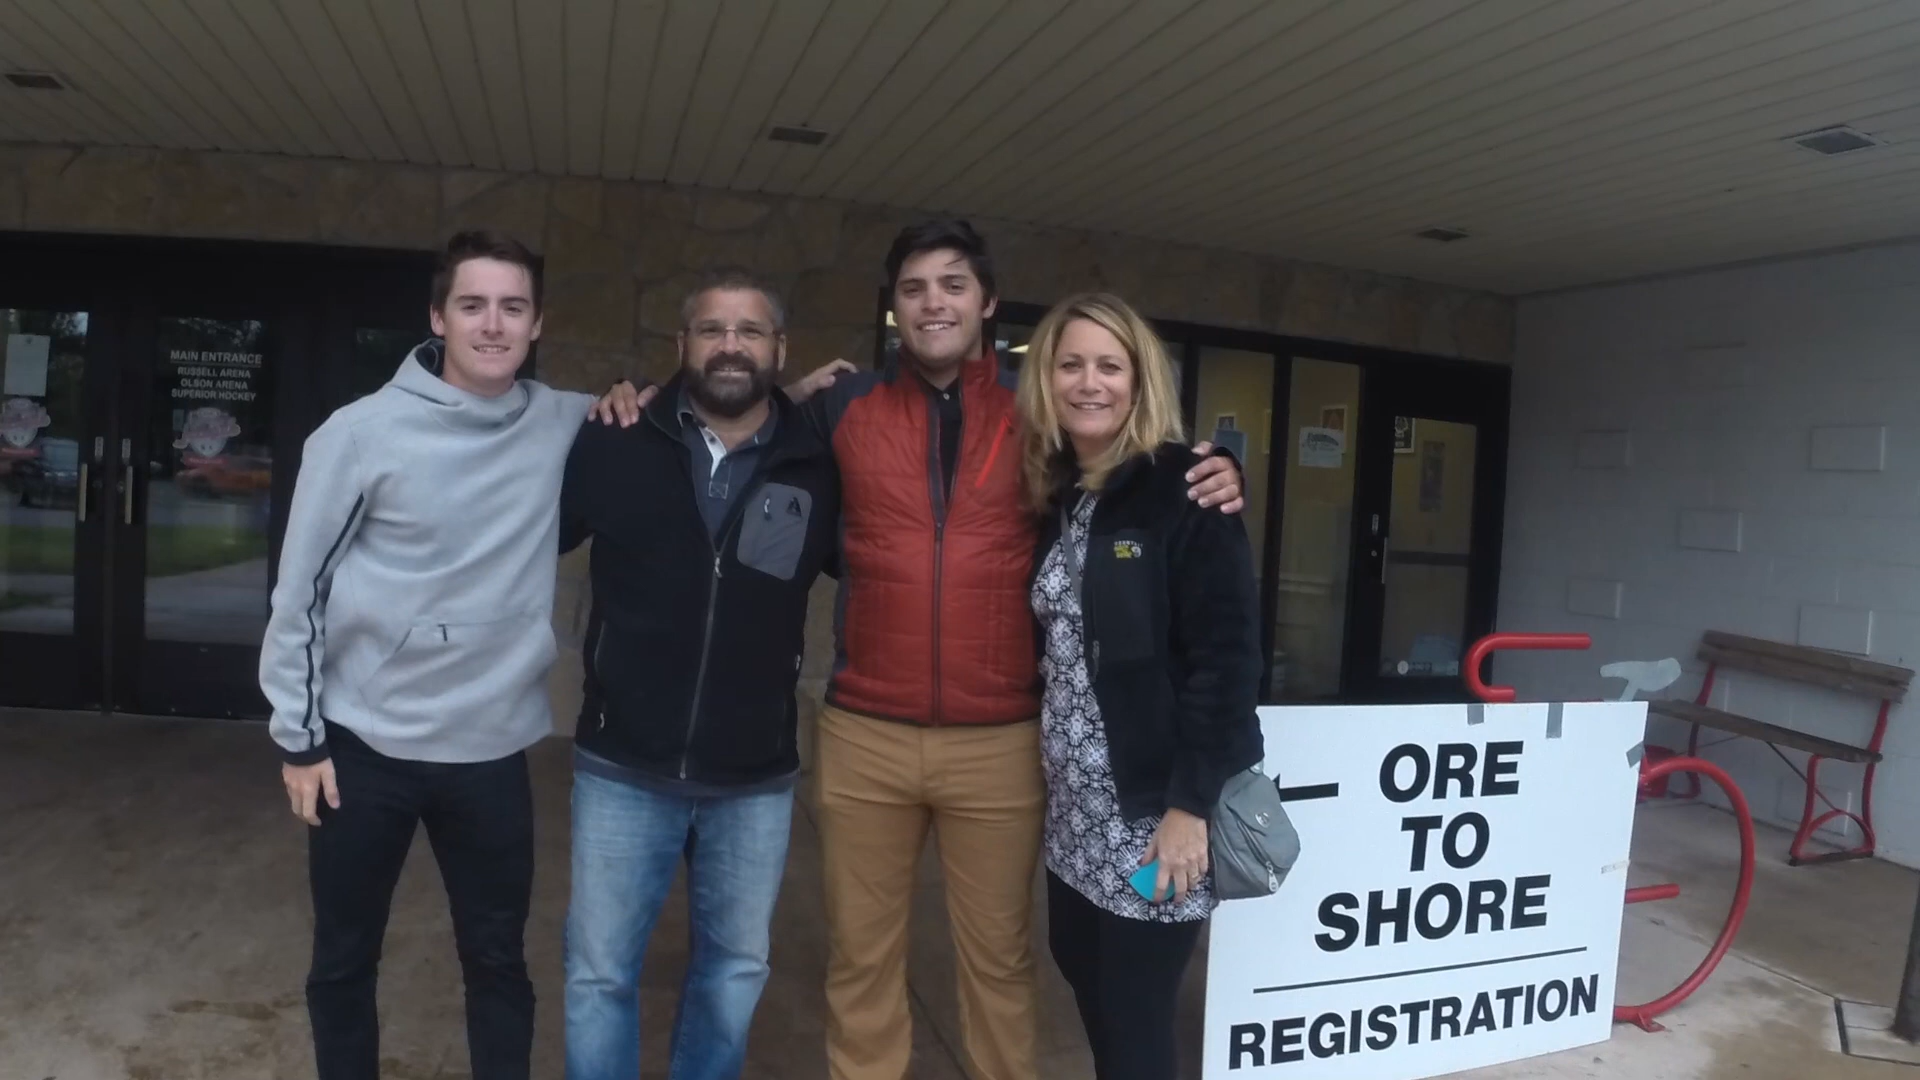 MAIN ENTRANCE
RUSSELL ARENA
OLSON ARENA
SUPERIOR HOCKEY
ORE
TO
SHORE
REGISTRATION